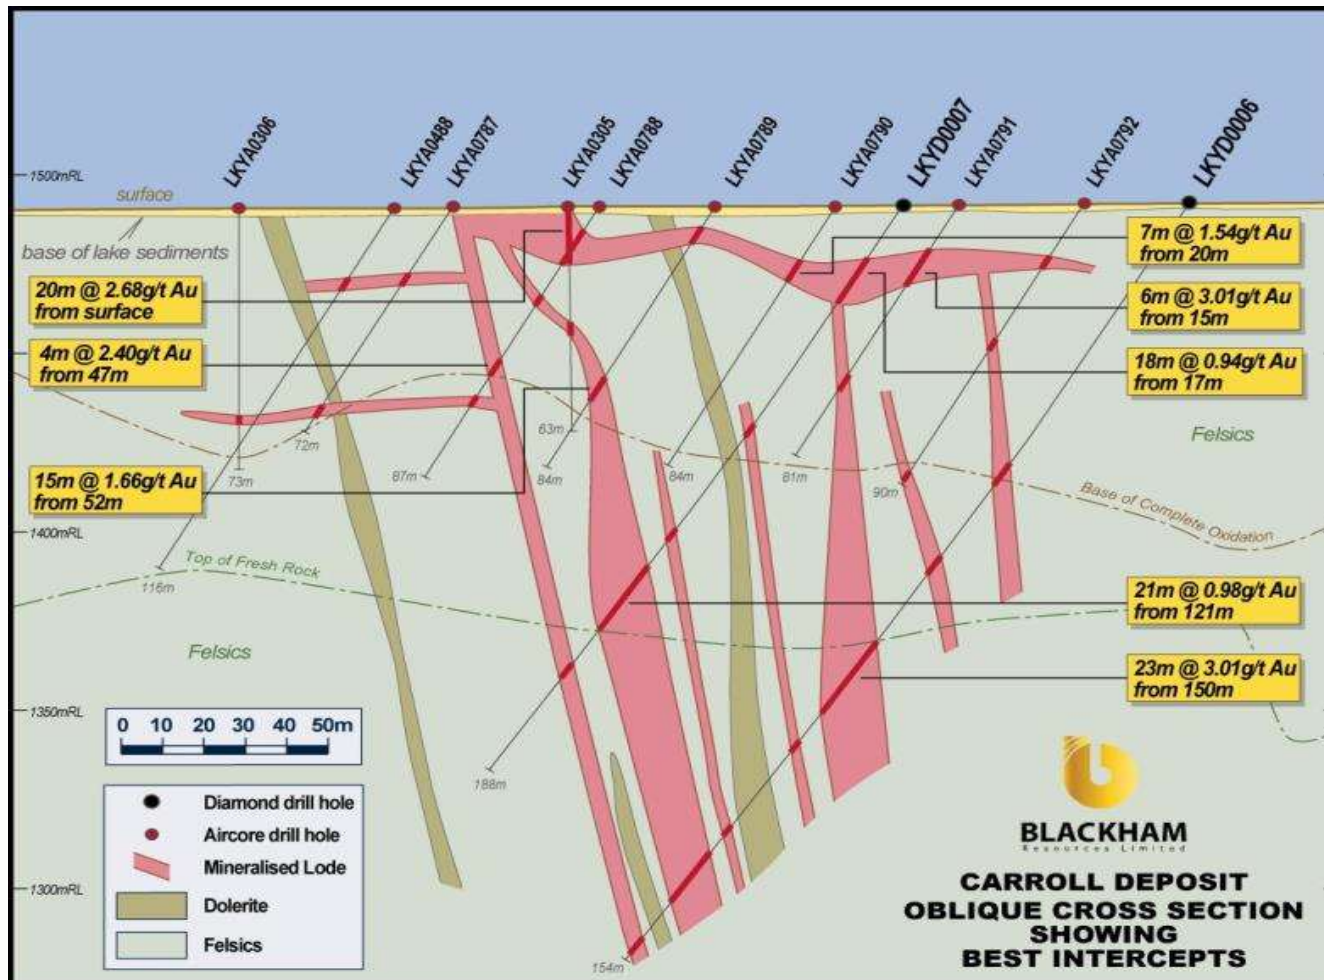 LKYA0306
LKYA0488
LKYA0787
LKYA0305
LKYA0788
LKYA0789
LKYA0790
LKYD0007
LKYA0791
LKYA0792
LKYD0006
1500mRL
surface
base of lake sediments
20m @ 2.68g/t Au
from surface
4m @ 2.40g/t Au
from 47m
15m @ 1.66g/t Au
from 52m
7m @ 1.54g/t Au
from 20m
6m @ 3.01g/t Au
from 15m
18m @ 0.94g/t Au
from 17m
Felsics
63m
72m
73m
87m
84m
84m
81m
90m
Base of Complete Oxidation
1400mRL
Top of Fresh Rock
116m
21m @ 0.98g/t Au
from 121m
Felsics
23m @ 3.01g/t Au
from 150m
1350mRL
0 10 20 30 40 50m
188m
Diamond drill hole
Aircore drill hole
Mineralised Lode
Dolerite
Felsics
1300mRL
154m
BLACKHAM
Resources Limited
CARROLL DEPOSIT
OBLIQUE CROSS SECTION
SHOWING
BEST INTERCEPTS